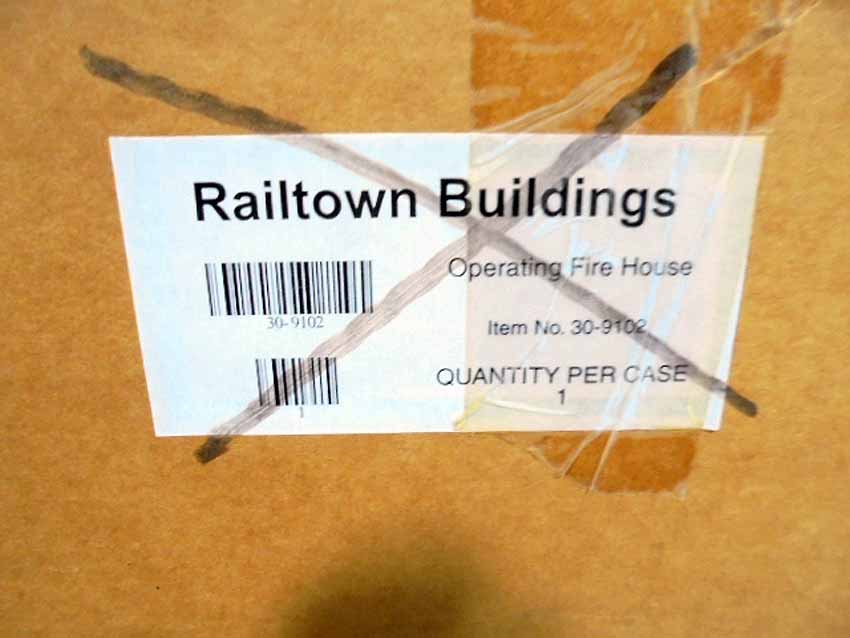 Railtown Buildings
Operating Fire House
30-9102
Item No. 30-9102
QUANTITY PER CASE
1
1